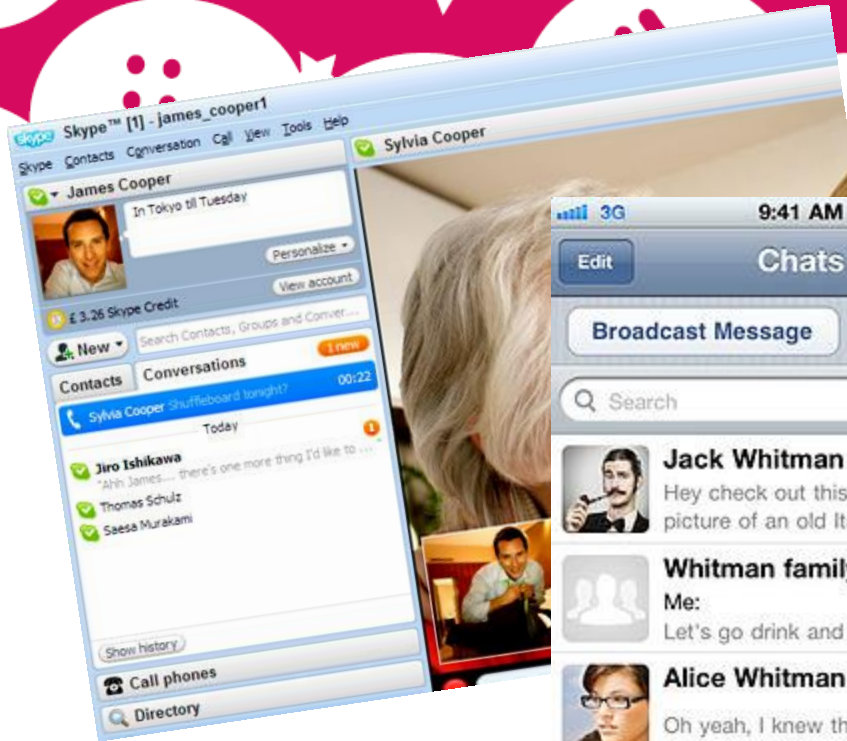 skype Skype™ [1] - james_cooper1
Skype Contacts Conversation Call View Tools Help
James Cooper
In Tokyo till Tuesday
Personalize
View account
£ 3.26 Skype Credit
New Search Contacts, Groups and Conver...
Contacts Conversations 1 new
Sylvia Cooper Shuffleboard tonight? 00:22
Today
Jiro Ishikawa 1
"Ahh James... there's one more thing I'd like to ...
Thomas Schulz
Saesa Murakami
Show history
Call phones
Directory
Sylvia Cooper
3G 9:41 AM
Edit Chats
Broadcast Message
Search
Jack Whitman
Hey check out this
picture of an old It
Whitman family
Me:
Let's go drink and
Alice Whitman
Oh yeah, I knew th